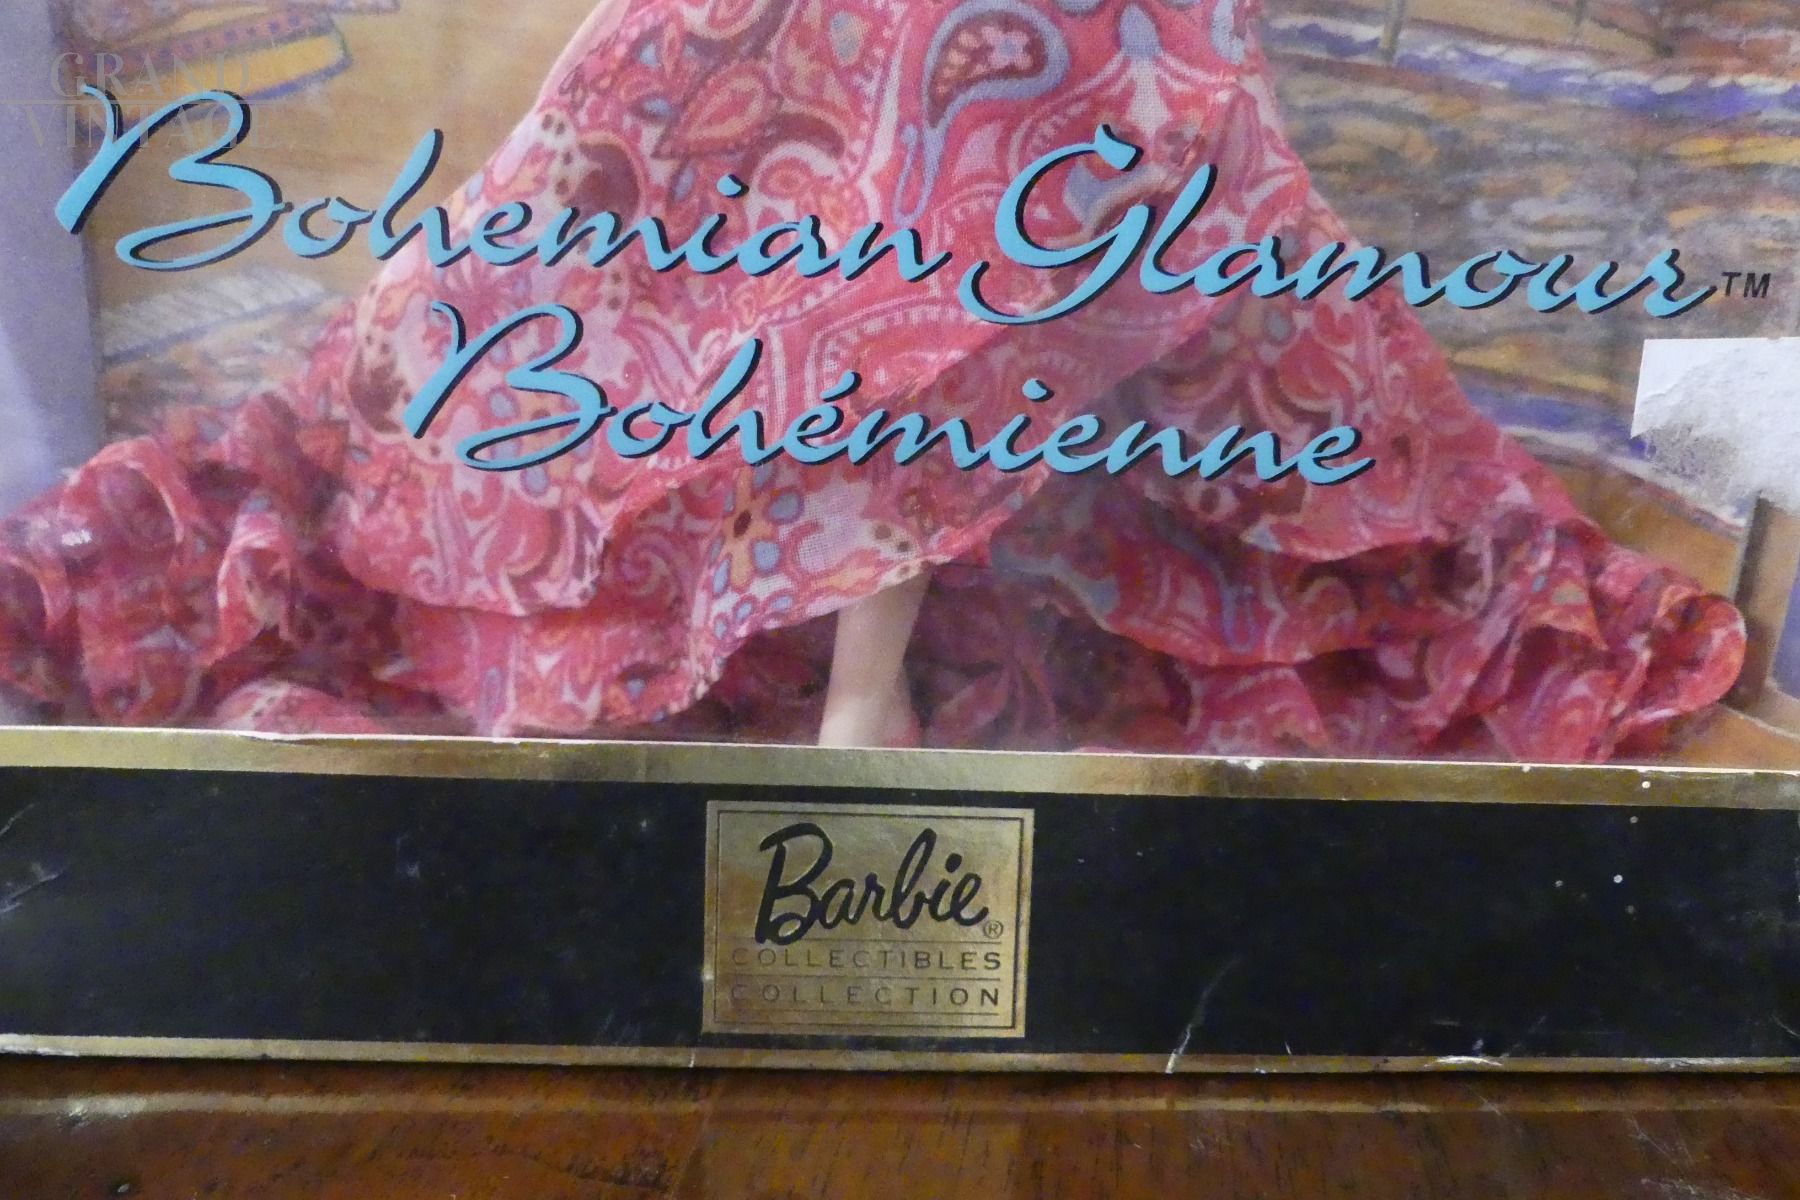 GRAND
VINTAGE
Bohemian Glamour™
Bohémienne
Barbie®
COLLECTIBLES
COLLECTION